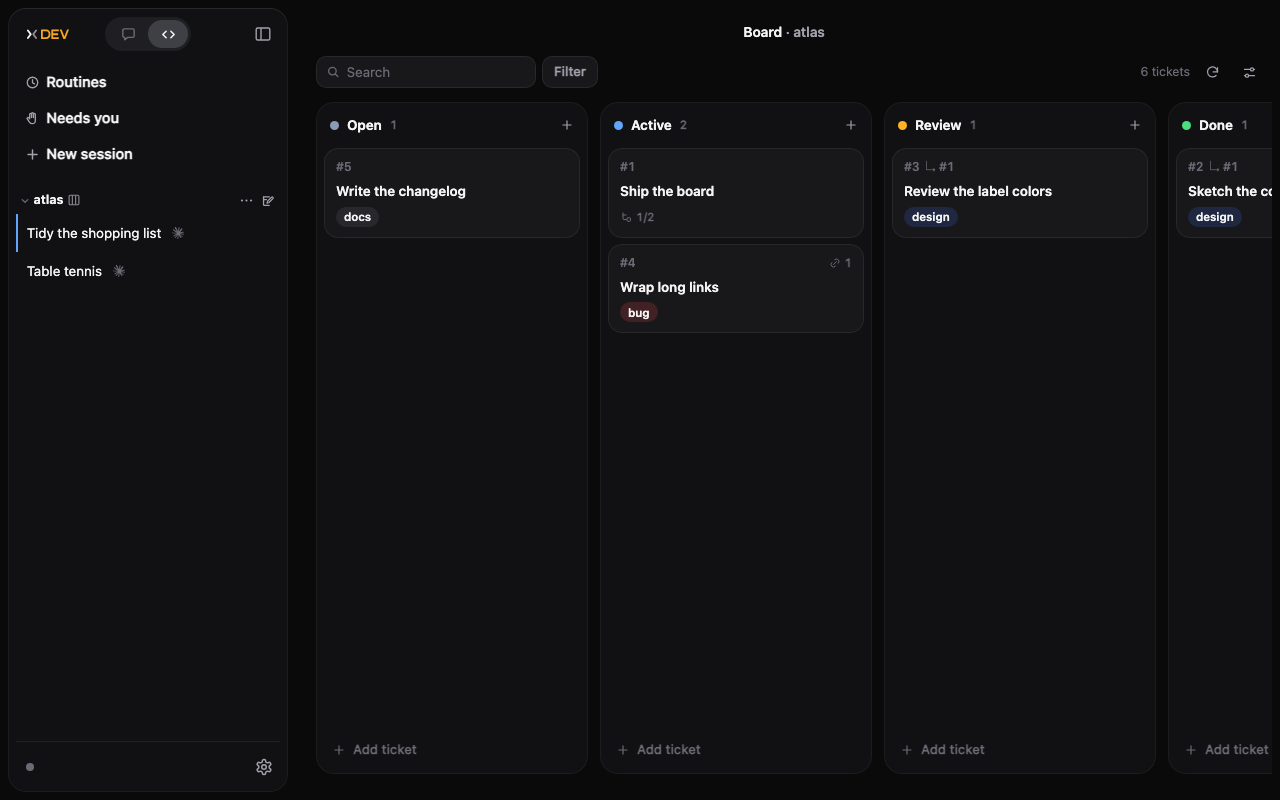 DEV
Routines
Needs you
New session
atlas
Tidy the shopping list
Table tennis
Board · atlas
Search
Filter
6 tickets
Open 1
#5
Write the changelog
docs
Add ticket
Active 2
#1
Ship the board
1/2
#4 1
Wrap long links
bug
Add ticket
Review 1
#3 #1
Review the label colors
design
Add ticket
Done 1
#2 #1
Sketch the
design
Add ticket